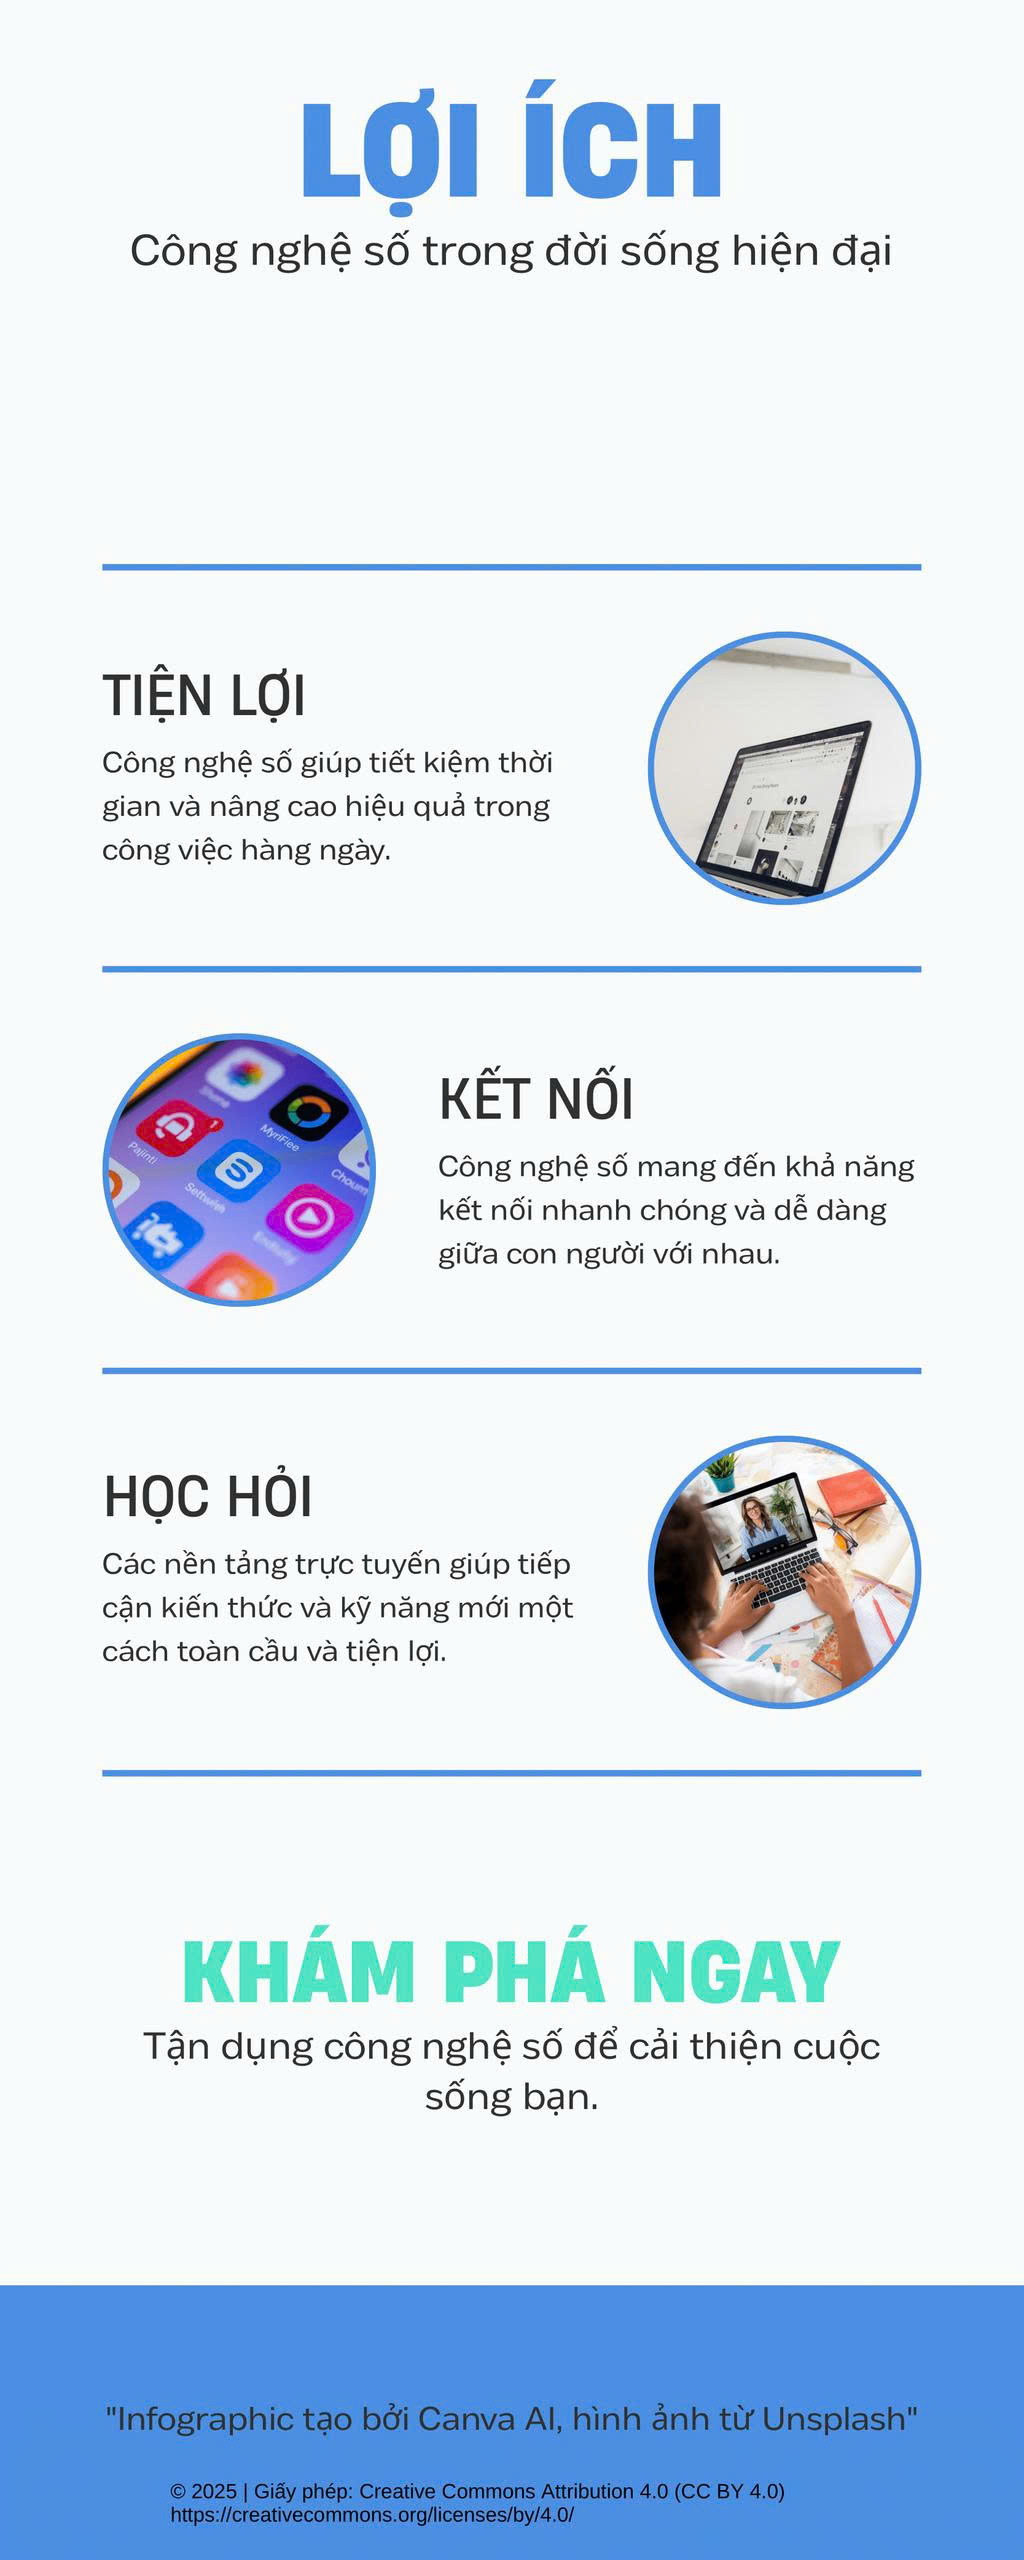 LỢI ÍCH
Công nghệ số trong đời sống hiện đại
TIỆN LỢI
Công nghệ số giúp tiết kiệm thời
gian và nâng cao hiệu quả trong
công việc hàng ngày.
MyrriFiee
Pajinti
KẾT NỐI
Công nghệ số mang đến khả năng
kết nối nhanh chóng và dễ dàng
giữa con người với nhau.
HỌC HỎI
Các nền tảng trực tuyến giúp tiếp
cận kiến thức và kỹ năng mới một
cách toàn cầu và tiện lợi.
KHÁM PHÁ NGAY
Tận dụng công nghệ số để cải thiện cuộc
sống bạn.
"Infographic tạo bởi Canva AI, hình ảnh từ Unsplash"
© 2025 | Giấy phép: Creative Commons Attribution 4.0 (CC BY 4.0)
https://creativecommons.org/licenses/by/4.0/